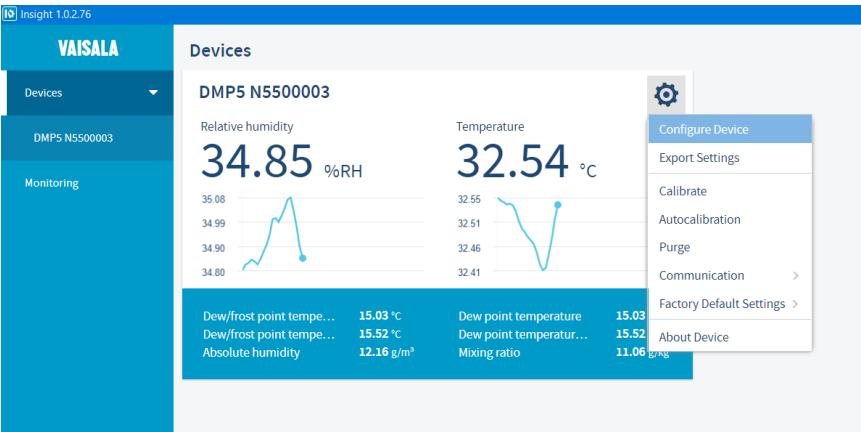 Insight 1.0.2.76
VAISALA
Devices
DMP5 N5500003
Monitoring
Devices
DMP5 N5500003
Relative humidity
34.85 %RH
35.08
34.99
34.90
34.80
Temperature
32.54 °C
32.55
32.51
32.46
32.41
Dew/frost point tempe... 15.03 °C
Dew/frost point tempe... 15.52 °C
Absolute humidity 12.16 g/m³
Dew point temperature 15.03
Dew point temperatur... 15.52
Mixing ratio 11.06 g/kg
Configure Device
Export Settings
Calibrate
Autocalibration
Purge
Communication
Factory Default Settings
About Device